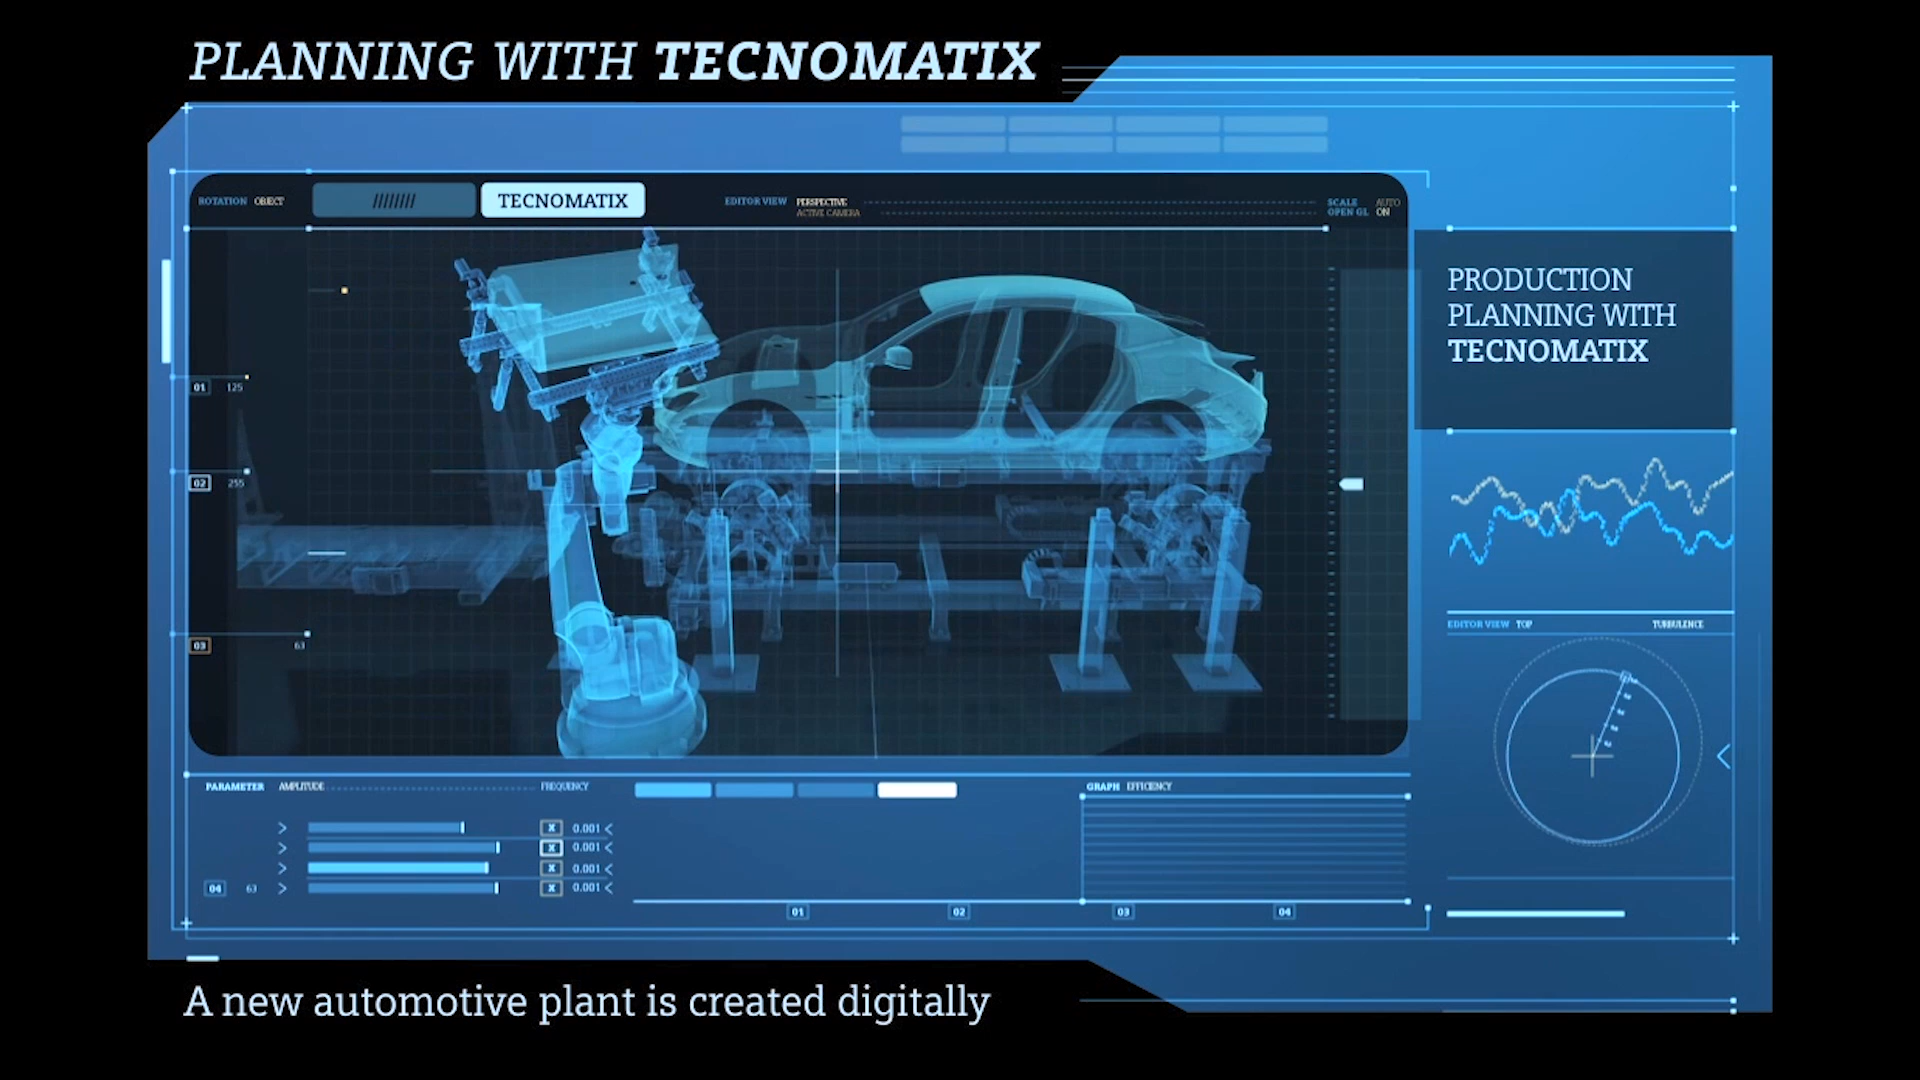 PLANNING WITH TECNOMATIX
ROTATION OBJECT
////////
TECNOMATIX
EDITOR VIEW PERSPECTIVE
ACTIVE CAMERA
SCALE AUTO
OPEN GL ON
PRODUCTION
PLANNING WITH
TECNOMATIX
01 125
02 255
03 63
EDITOR VIEW TOP TURBULENCE
PARAMETER AMPLITUDE FREQUENCY
GRAPH EFFICIENCY
> X 0.001 <
> X 0.001 <
> X 0.001 <
04 63 > X 0.001 <
01 02 03 04
A new automotive plant is created digitally